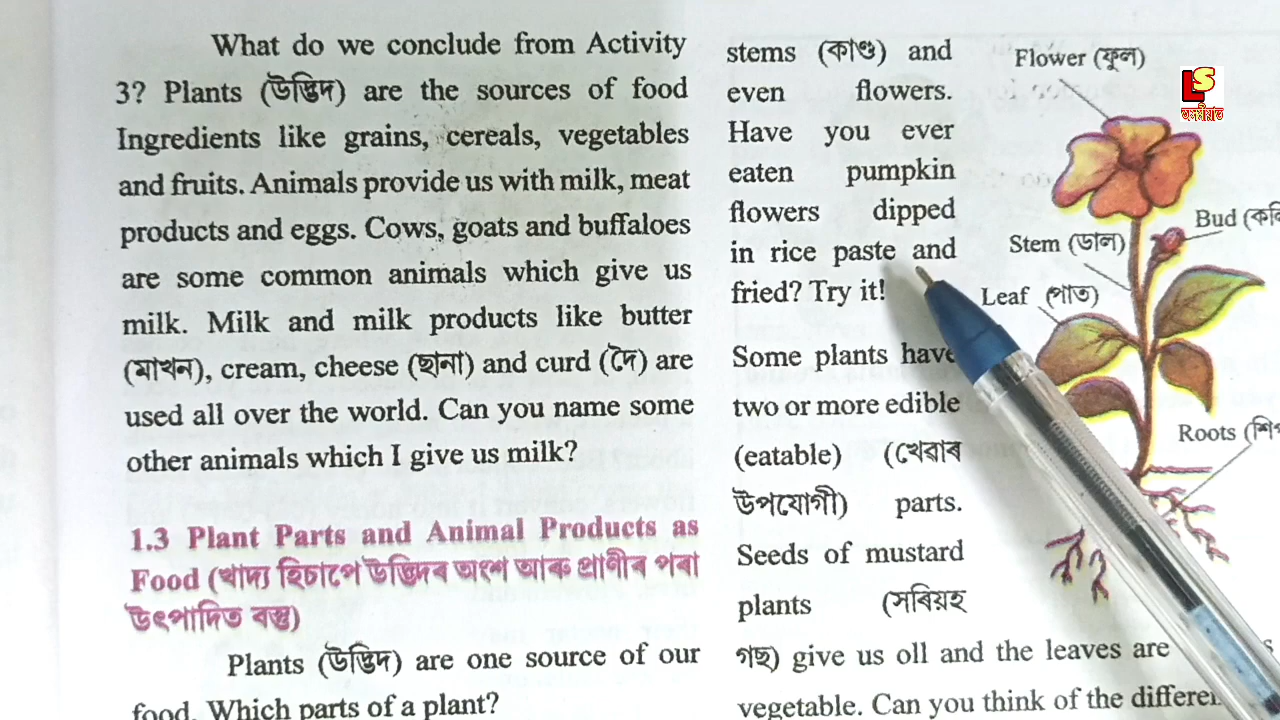 What do we conclude from Activity
3? Plants (উদ্ভিদ) are the sources of food
Ingredients like grains, cereals, vegetables
and fruits. Animals provide us with milk, meat
products and eggs. Cows, goats and buffaloes
are some common animals which give us
milk. Milk and milk products like butter
(মাখন), cream, cheese (ছানা) and curd (দৈ) are
used all over the world. Can you name some
other animals which I give us milk?
1.3 Plant Parts and Animal Products as
Food (খাদ্য হিচাপে উদ্ভিদৰ অংশ আৰু প্ৰাণীৰ পৰা
উৎপাদিত বস্তু)
Plants (উদ্ভিদ) are one source of our
food. Which parts of a plant?
stems (কাণ্ড) and
even flowers.
Have you ever
eaten pumpkin
flowers dipped
in rice paste and
fried? Try it!
Some plants have
two or more edible
(eatable) (খোৱাৰ
উপযোগী) parts.
Seeds of mustard
plants (সৰিয়হ
গছ) give us oll and the leaves are
vegetable. Can you think of the differen
Flower (ফুল)
Bud
Stem (ডাল)
Leaf (পাত)
Roots
LS
অসমীয়াত